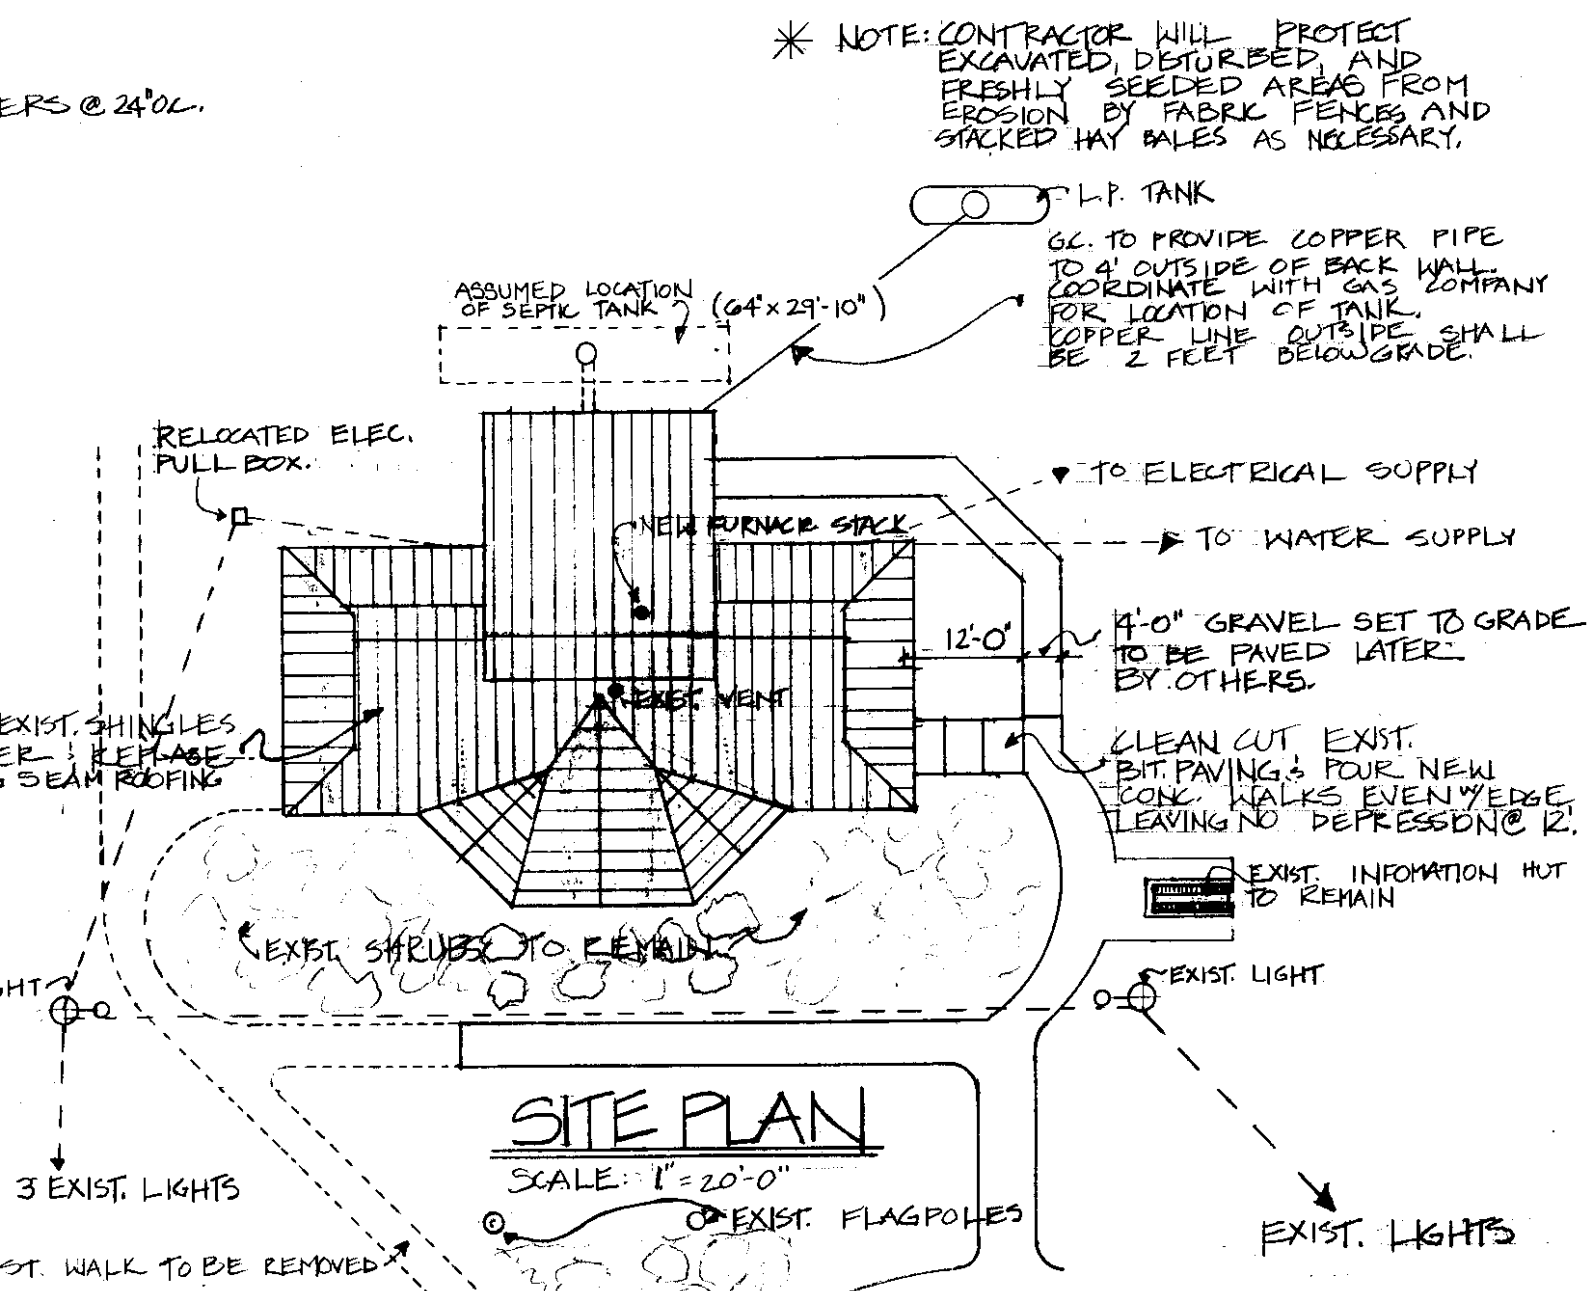 ✳ NOTE: CONTRACTOR WILL PROTECT
EXCAVATED, DISTURBED, AND
FRESHLY SEEDED AREAS FROM
EROSION BY FABRIC FENCES AND
STACKED HAY BALES AS NECESSARY.
ERS @ 24" O.C.
L.P. TANK
G.C. TO PROVIDE COPPER PIPE
TO 4' OUTSIDE OF BACK WALL.
COORDINATE WITH GAS COMPANY
FOR LOCATION OF TANK.
COPPER LINE OUTSIDE SHALL
BE 2 FEET BELOW GRADE.
ASSUMED LOCATION
OF SEPTIC TANK
(64" x 29'-10")
RELOCATED ELEC.
PULL BOX.
TO ELECTRICAL SUPPLY
NEW FURNACE STACK
TO WATER SUPPLY
12'-0"
4'-0" GRAVEL SET TO GRADE
TO BE PAVED LATER
BY OTHERS.
EXIST. VENT
EXIST. SHINGLES
ER & REPLACE
G SEAM ROOFING
CLEAN CUT EXIST.
BIT. PAVING & POUR NEW
CONC. WALKS EVEN W/ EDGE
LEAVING NO DEPRESSION @ 12'.
EXIST. INFOMATION HUT
TO REMAIN
EXIST. SHRUBS TO REMAIN
GHT
EXIST. LIGHT
SITE PLAN
SCALE: 1" = 20'-0"
3 EXIST. LIGHTS
EXIST. FLAGPOLES
EXIST. LIGHTS
ST. WALK TO BE REMOVED